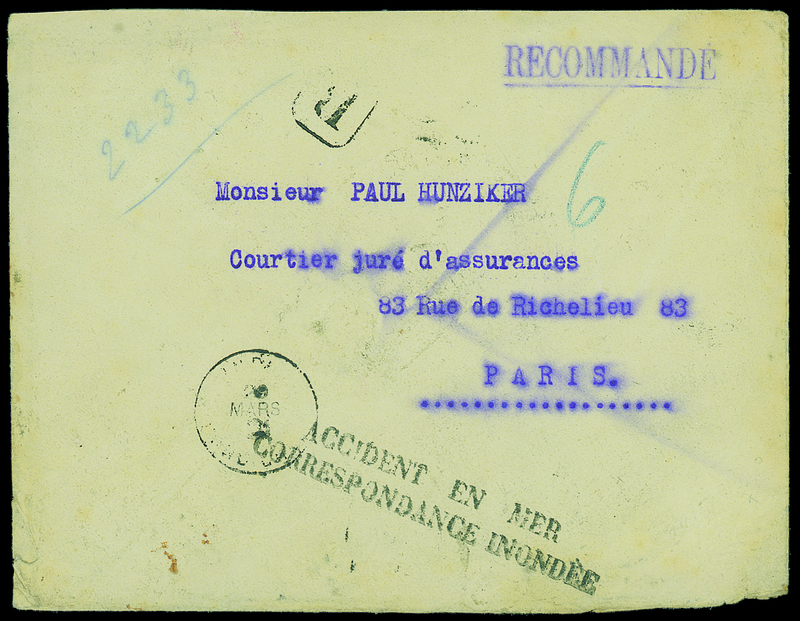 RECOMMANDÉ
2233
R
6
Monsieur PAUL HUNZIKER
Courtier juré d'assurances
83 Rue de Richelieu 83
PARIS.
MARS
ACCIDENT EN MER
CORRESPONDANCE INONDÉE